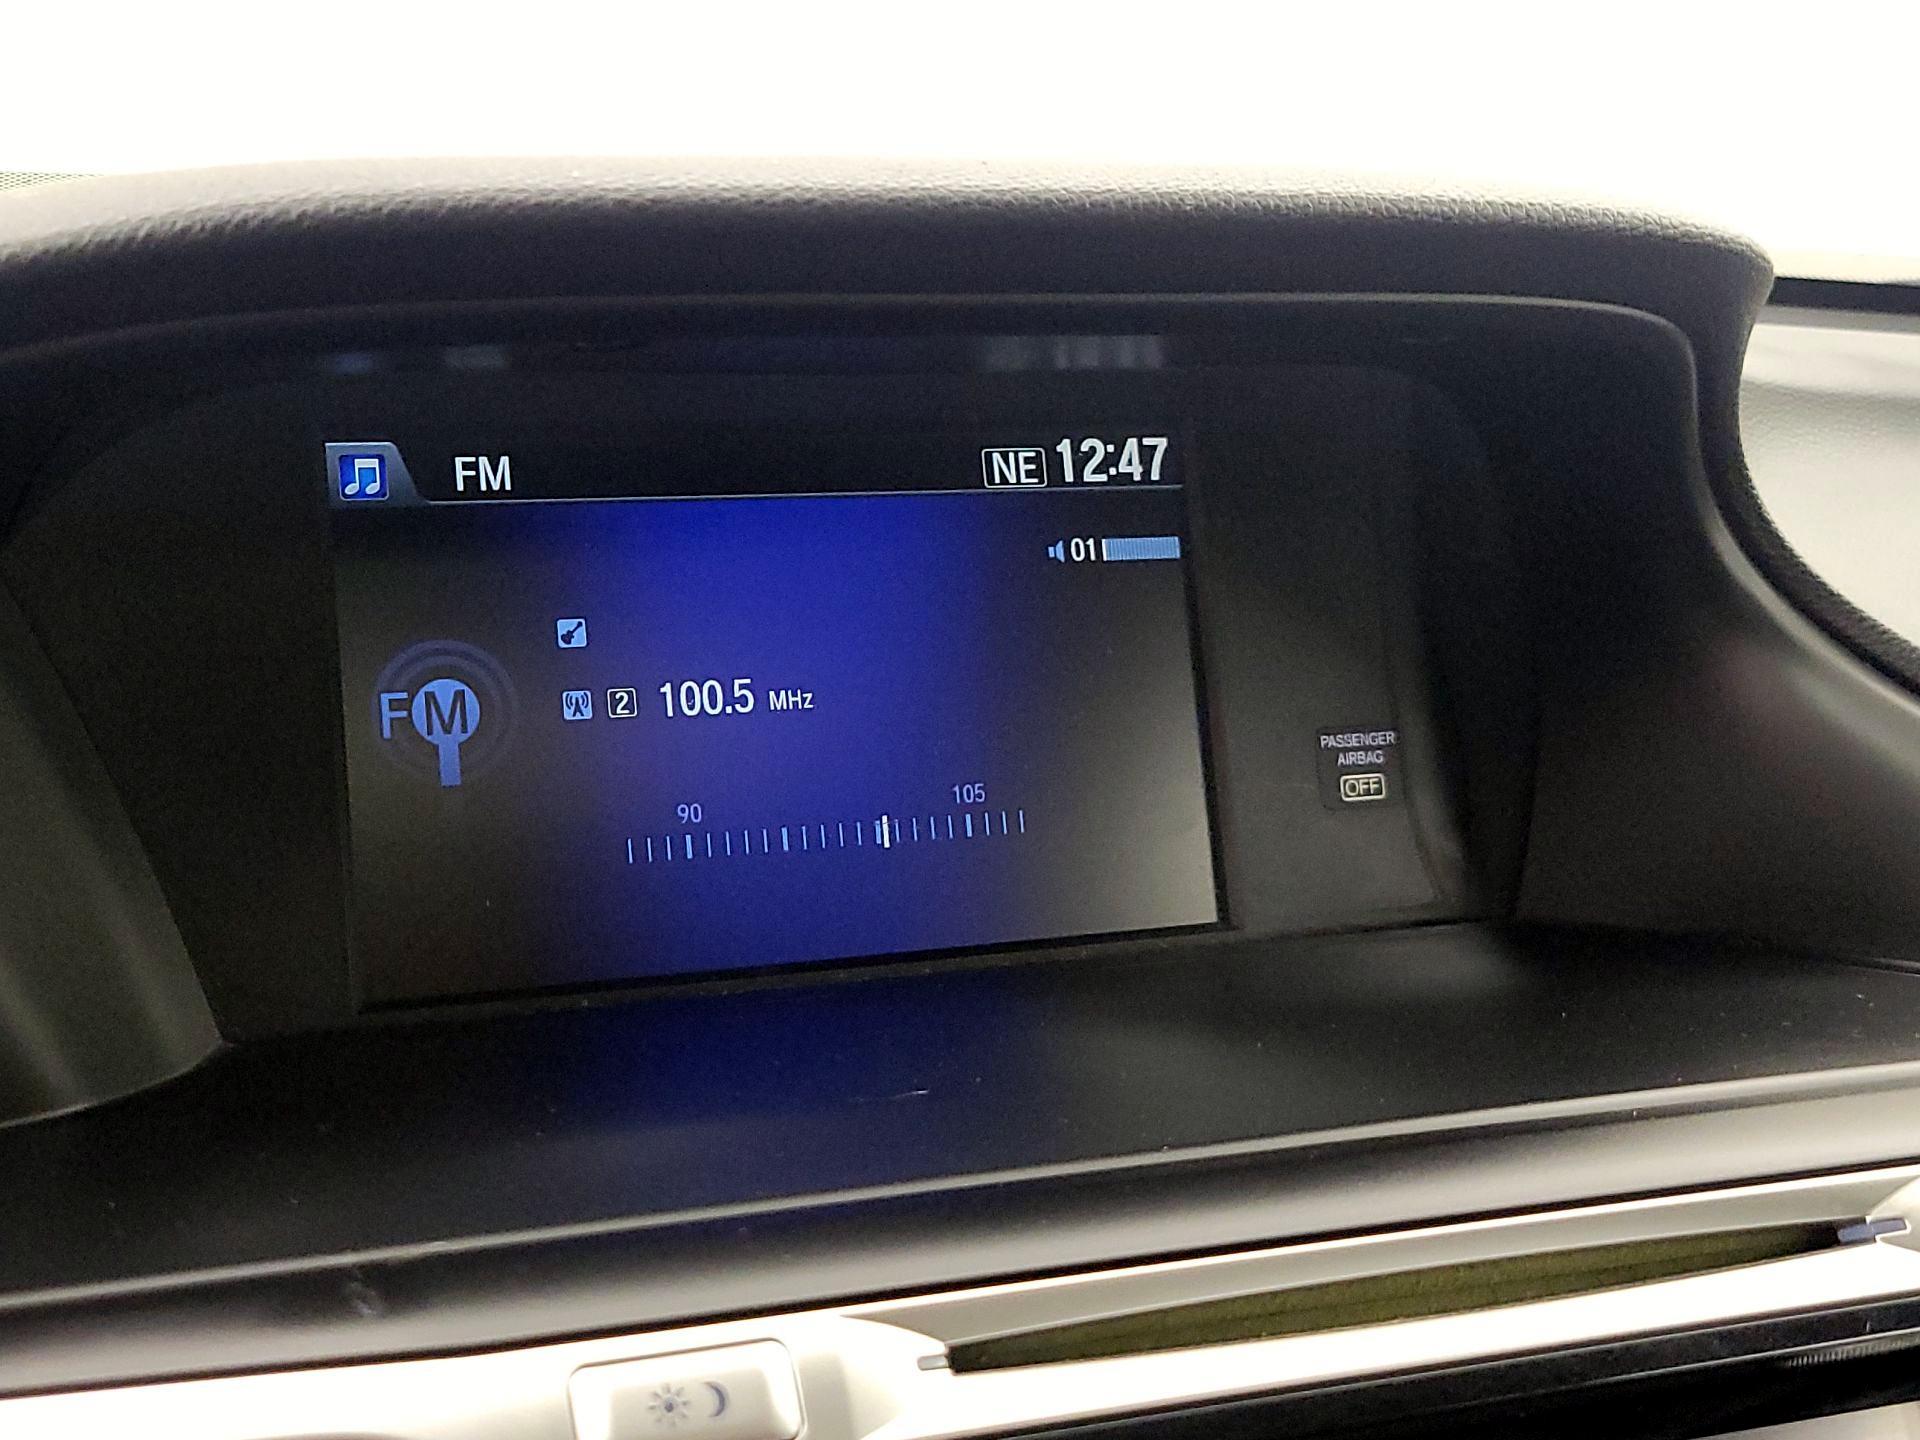 FM NE 12:47
01
FM
2 100.5 MHz
90 105
PASSENGER
AIRBAG
OFF